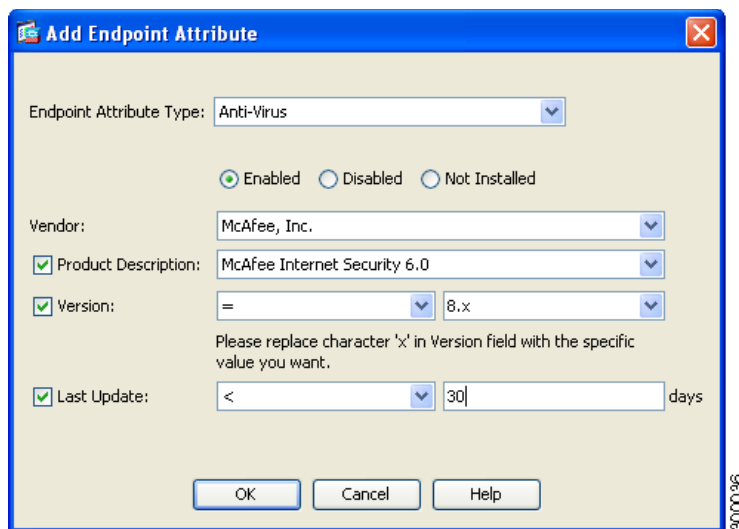 Add Endpoint Attribute
Endpoint Attribute Type: Anti-Virus
Enabled Disabled Not Installed
Vendor: McAfee, Inc.
Product Description: McAfee Internet Security 6.0
Version: = 8.x
Please replace character 'x' in Version field with the specific
value you want.
Last Update: < 30 days
OK Cancel Help